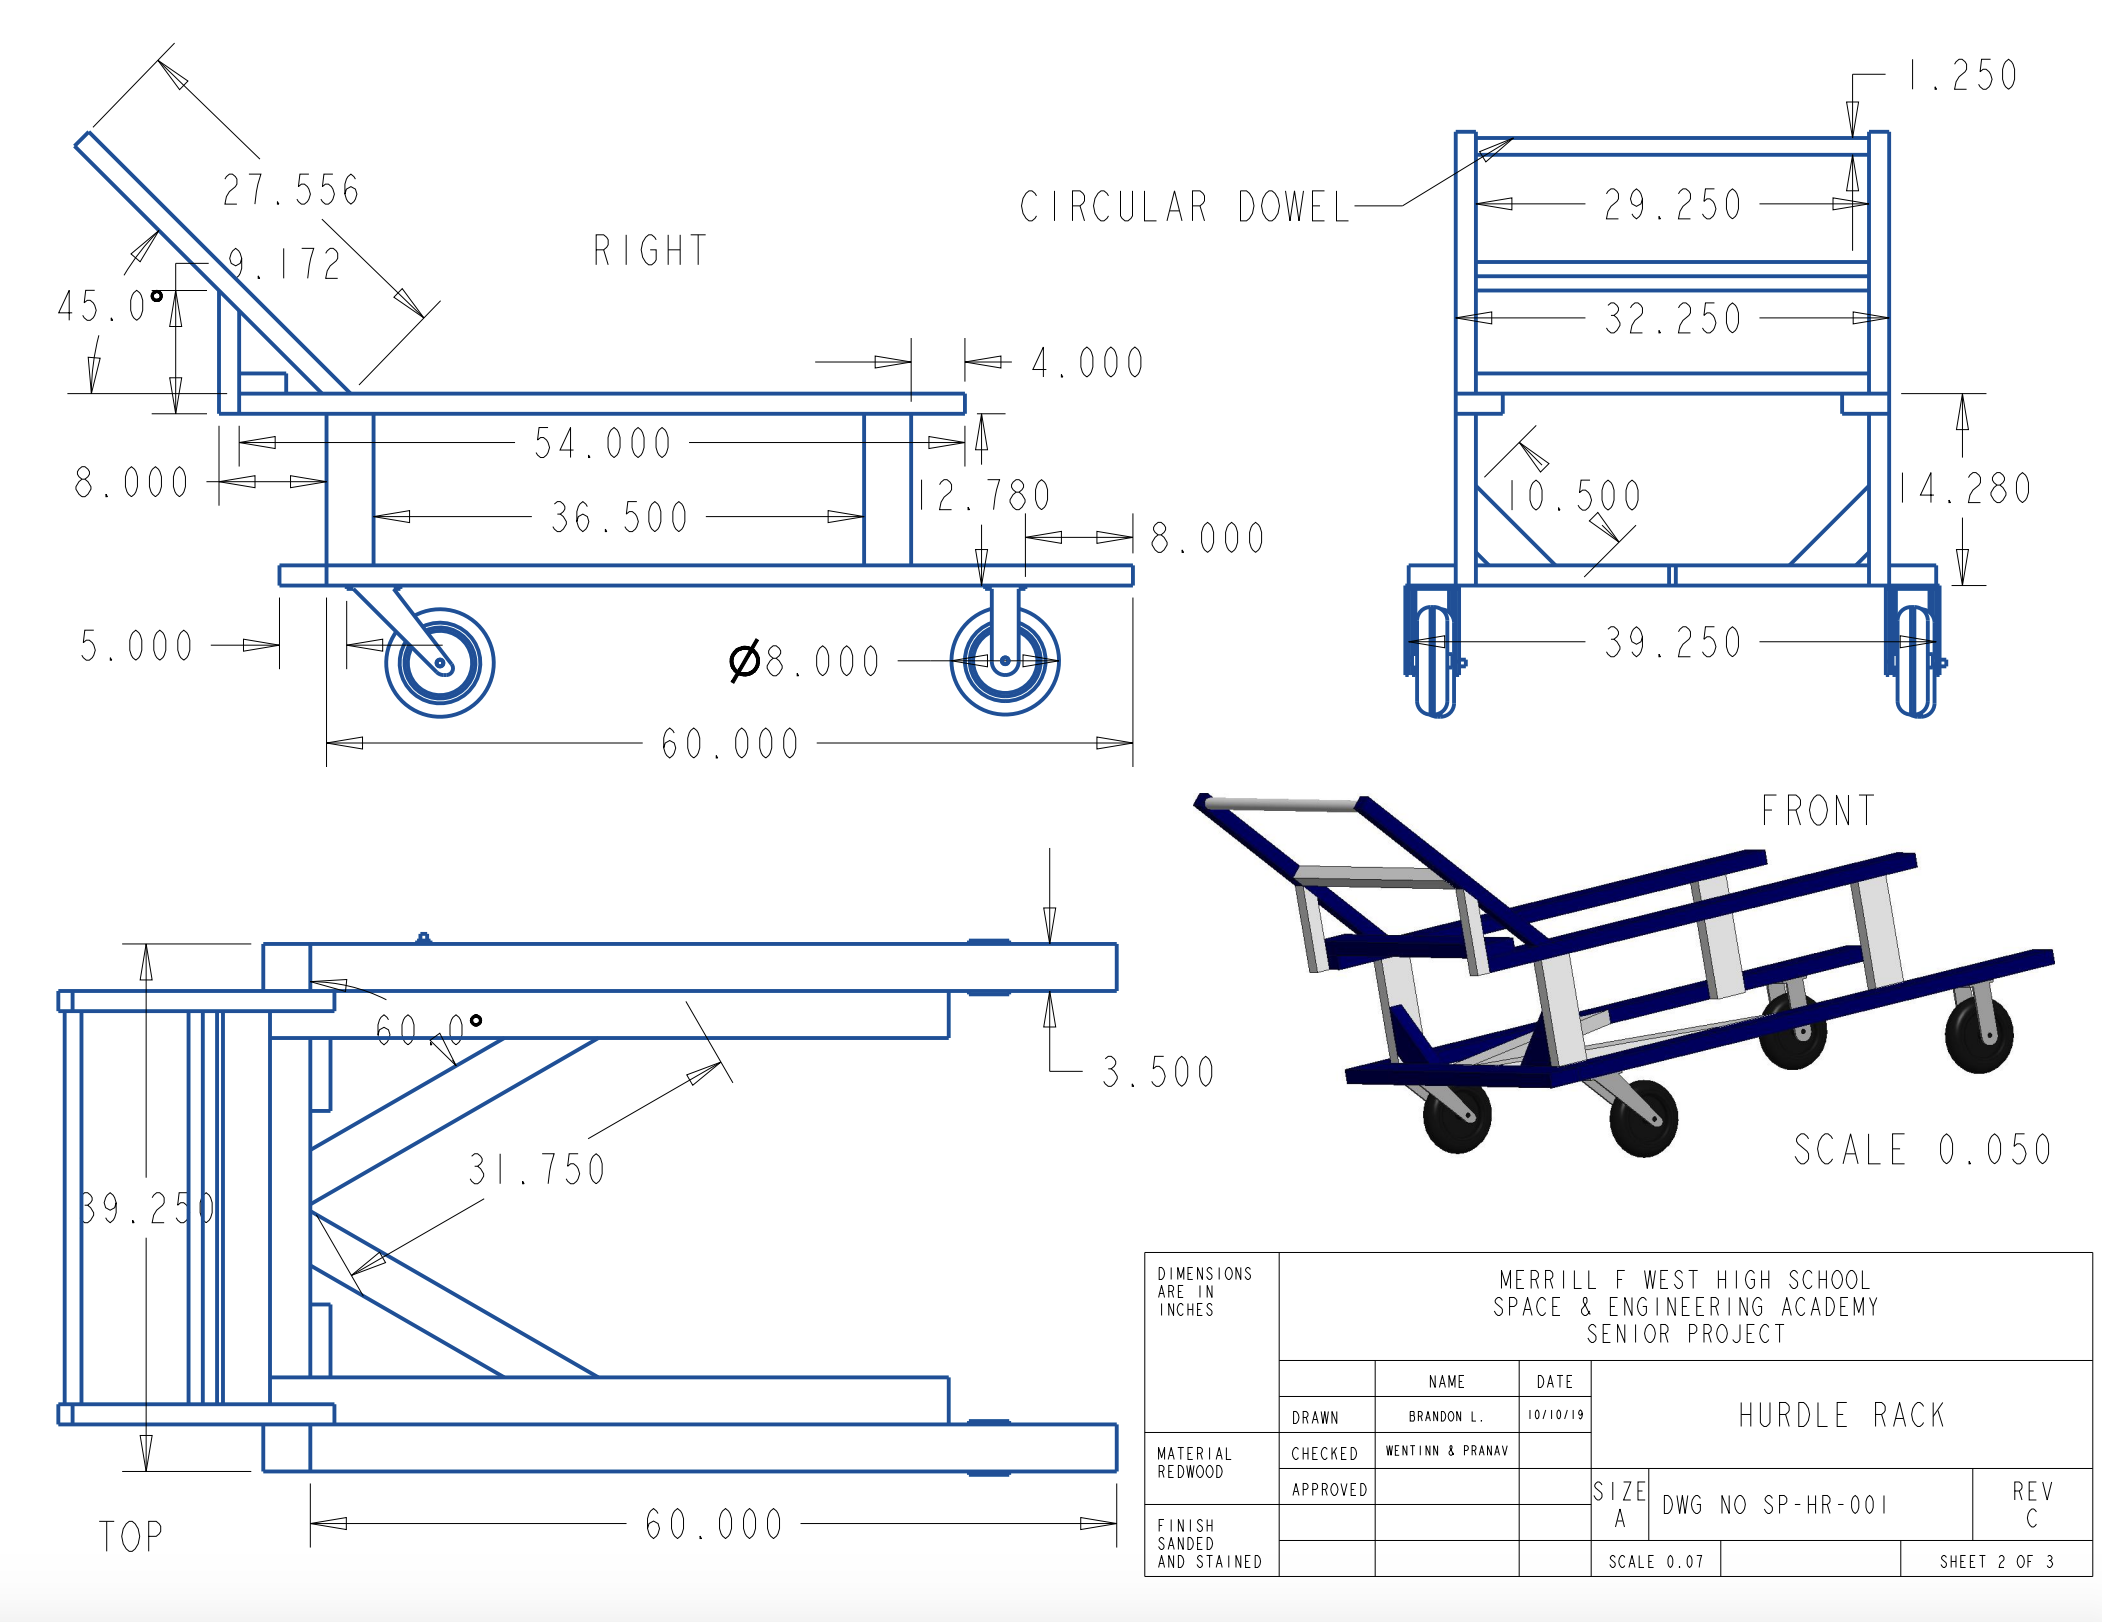 1.250
27.556
CIRCULAR DOWEL
29.250
RIGHT
9.172
45.0°
32.250
4.000
54.000
8.000
12.780
10.500
14.280
36.500
8.000
5.000
Ø8.000
39.250
60.000
FRONT
60.0°
3.500
31.750
39.250
SCALE 0.050
60.000
TOP
DIMENSIONS
ARE IN
INCHES
MERRILL F WEST HIGH SCHOOL
SPACE & ENGINEERING ACADEMY
SENIOR PROJECT
NAME
DATE
DRAWN
BRANDON L.
10/10/19
HURDLE RACK
MATERIAL
REDWOOD
CHECKED
WENTINN & PRANAV
APPROVED
SIZE
A
DWG NO SP-HR-001
REV
C
FINISH
SANDED
AND STAINED
SCALE 0.07
SHEET 2 OF 3